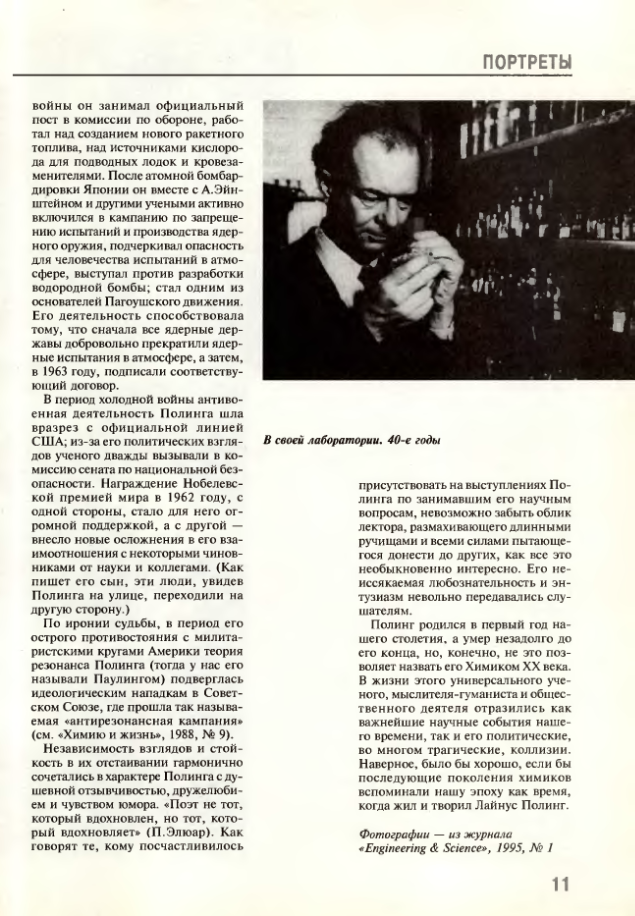 ПОРТРЕТЫ
войны он занимал официальный
пост в комиссии по обороне, рабо-
тал над созданием нового ракетного
топлива, над источниками кислоро-
да для подводных лодок и кровеза-
менителями. После атомной бомбар-
дировки Японии он вместе с А.Эйн-
штейном и другими учеными активно
включился в кампанию по запреще-
нию испытаний и производства ядер-
ного оружия, подчеркивал опасность
для человечества испытаний в атмо-
сфере, выступал против разработки
водородной бомбы; стал одним из
основателей Пагоушского движения.
Его деятельность способствовала
тому, что сначала все ядерные дер-
жавы добровольно прекратили ядер-
ные испытания в атмосфере, а затем,
в 1963 году, подписали соответству-
ющий договор.
В период холодной войны антиво-
енная деятельность Полинга шла
вразрез с официальной линией
США; из-за его политических взгля-
дов ученого дважды вызывали в ко-
миссию сената по национальной без-
опасности. Награждение Нобелевс-
кой премией мира в 1962 году, с
одной стороны, стало для него ог-
ромной поддержкой, а с другой —
внесло новые осложнения в его вза-
имоотношения с некоторыми чинов-
никами от науки и коллегами. (Как
пишет его сын, эти люди, увидев
Полинга на улице, переходили на
другую сторону.)
По иронии судьбы, в период его
острого противостояния с милита-
ристскими кругами Америки теория
резонанса Полинга (тогда у нас его
называли Паулингом) подверглась
идеологическим нападкам в Совет-
ском Союзе, где прошла так называ-
емая «антирезонансная кампания»
(см. «Химию и жизнь», 1988, № 9).
Независимость взглядов и стой-
кость в их отстаивании гармонично
сочетались в характере Полинга с ду-
шевной отзывчивостью, дружелюби-
ем и чувством юмора. «Поэт не тот,
который вдохновлен, но тот, кото-
рый вдохновляет» (П.Элюар). Как
говорят те, кому посчастливилось
В своей лаборатории. 40-е годы
присутствовать на выступлениях По-
линга по занимавшим его научным
вопросам, невозможно забыть облик
лектора, размахивающего длинными
ручищами и всеми силами пытающе-
гося донести до других, как все это
необыкновенно интересно. Его не-
иссякаемая любознательность и эн-
тузиазм невольно передавались слу-
шателям.
Полинг родился в первый год на-
шего столетия, а умер незадолго до
его конца, но, конечно, не это поз-
воляет назвать его Химиком XX века.
В жизни этого универсального уче-
ного, мыслителя-гуманиста и общес-
твенного деятеля отразились как
важнейшие научные события наше-
го времени, так и его политические,
во многом трагические, коллизии.
Наверное, было бы хорошо, если бы
последующие поколения химиков
вспоминали нашу эпоху как время,
когда жил и творил Лайнус Полинг.
Фотографии — из журнала
«Engineering & Science», 1995, № 1
11